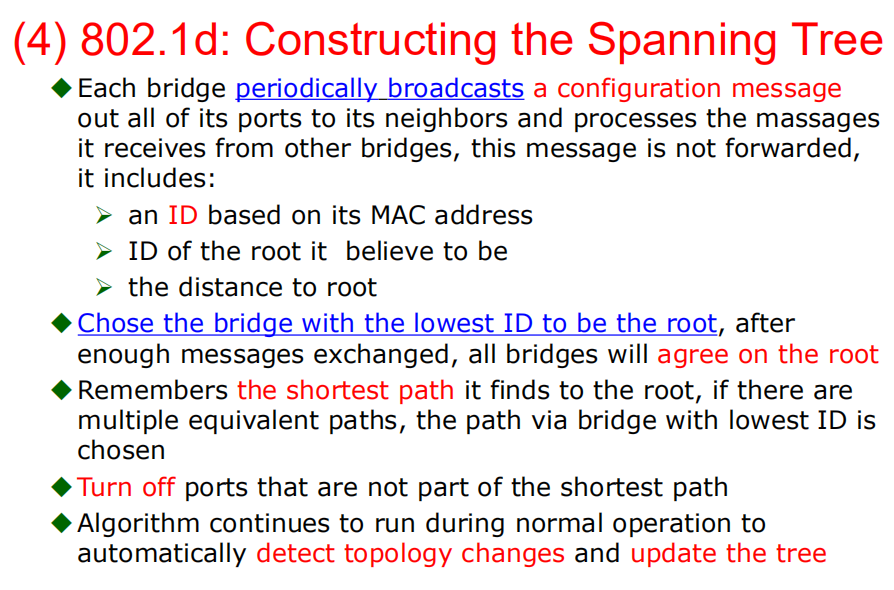 (4) 802.1d: Constructing the Spanning Tree
◆Each bridge periodically broadcasts a configuration message
out all of its ports to its neighbors and processes the massages
it receives from other bridges, this message is not forwarded,
it includes:
➢ an ID based on its MAC address
➢ ID of the root it believe to be
➢ the distance to root
◆Chose the bridge with the lowest ID to be the root, after
enough messages exchanged, all bridges will agree on the root
◆Remembers the shortest path it finds to the root, if there are
multiple equivalent paths, the path via bridge with lowest ID is
chosen
◆Turn off ports that are not part of the shortest path
◆Algorithm continues to run during normal operation to
automatically detect topology changes and update the tree